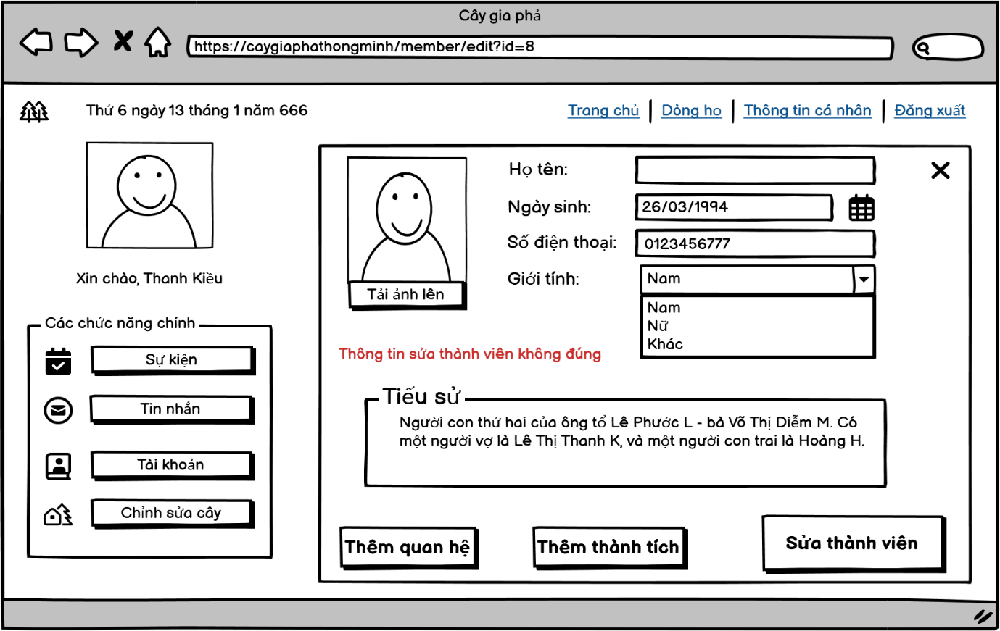 Cây gia phả
https://caygiaphathongminh/member/edit?id=8
Thứ 6 ngày 13 tháng 1 năm 666
Trang chủ | Dòng họ | Thông tin cá nhân | Đăng xuất
Xin chào, Thanh Kiều
Các chức năng chính
Sự kiện
Tin nhắn
Tài khoản
Chỉnh sửa cây
Họ tên:
Ngày sinh: 26/03/1994
Số điện thoại: 0123456777
Giới tính: Nam
Nam
Nữ
Khác
Tải ảnh lên
Thông tin sửa thành viên không đúng
Tiểu sử
Người con thứ hai của ông tổ Lê Phước L - bà Võ Thị Diễm M. Có
một người vợ là Lê Thị Thanh K, và một người con trai là Hoàng H.
Thêm quan hệ
Thêm thành tích
Sửa thành viên